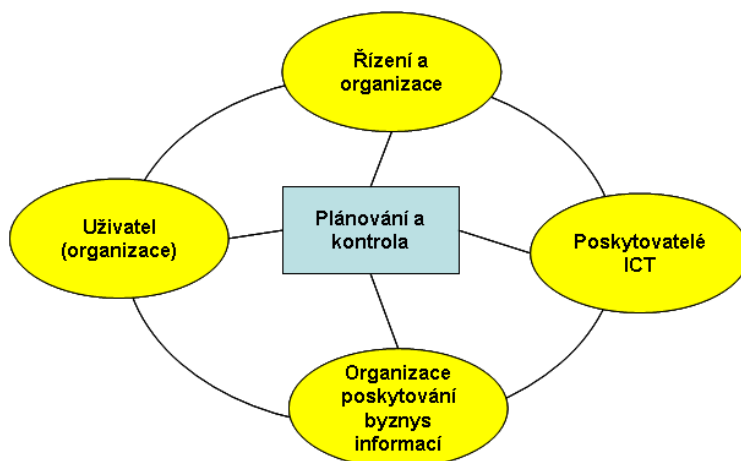 Řízení a
organizace
Uživatel
(organizace)
Plánování a
kontrola
Poskytovatelé
ICT
Organizace
poskytování
byznys
informací